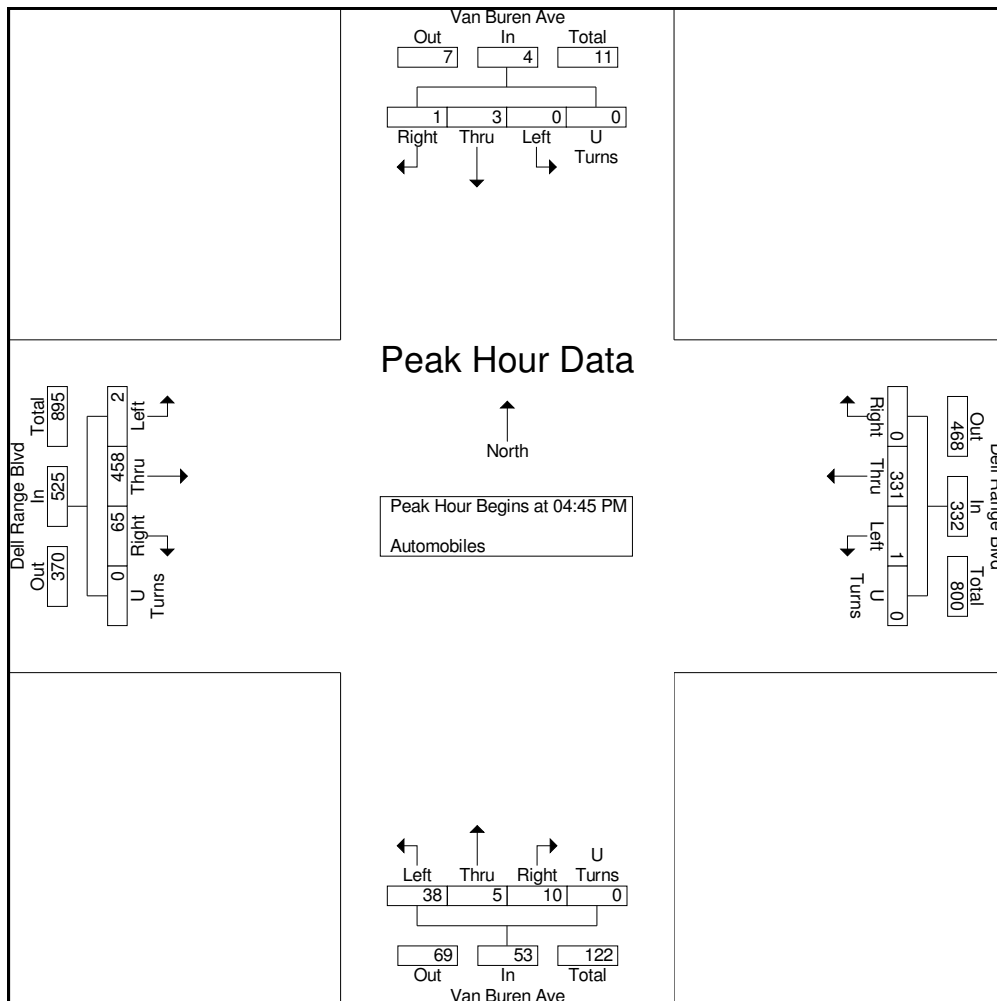 Van Buren Ave
Out In Total
7 4 11
1 3 0 0
Right Thru Left U
Turns
Peak Hour Data
North
Peak Hour Begins at 04:45 PM
Automobiles
Dell Range Blvd
Total In Out
895 525 370
2 458 65 0
Left Thru Right U
Turns
Dell Range Blvd
Out In Total
468 332 800
0 331 1 0
Right Thru Left U
Turns
U
Left Thru Right Turns
38 5 10 0
69 53 122
Out In Total
Van Buren Ave